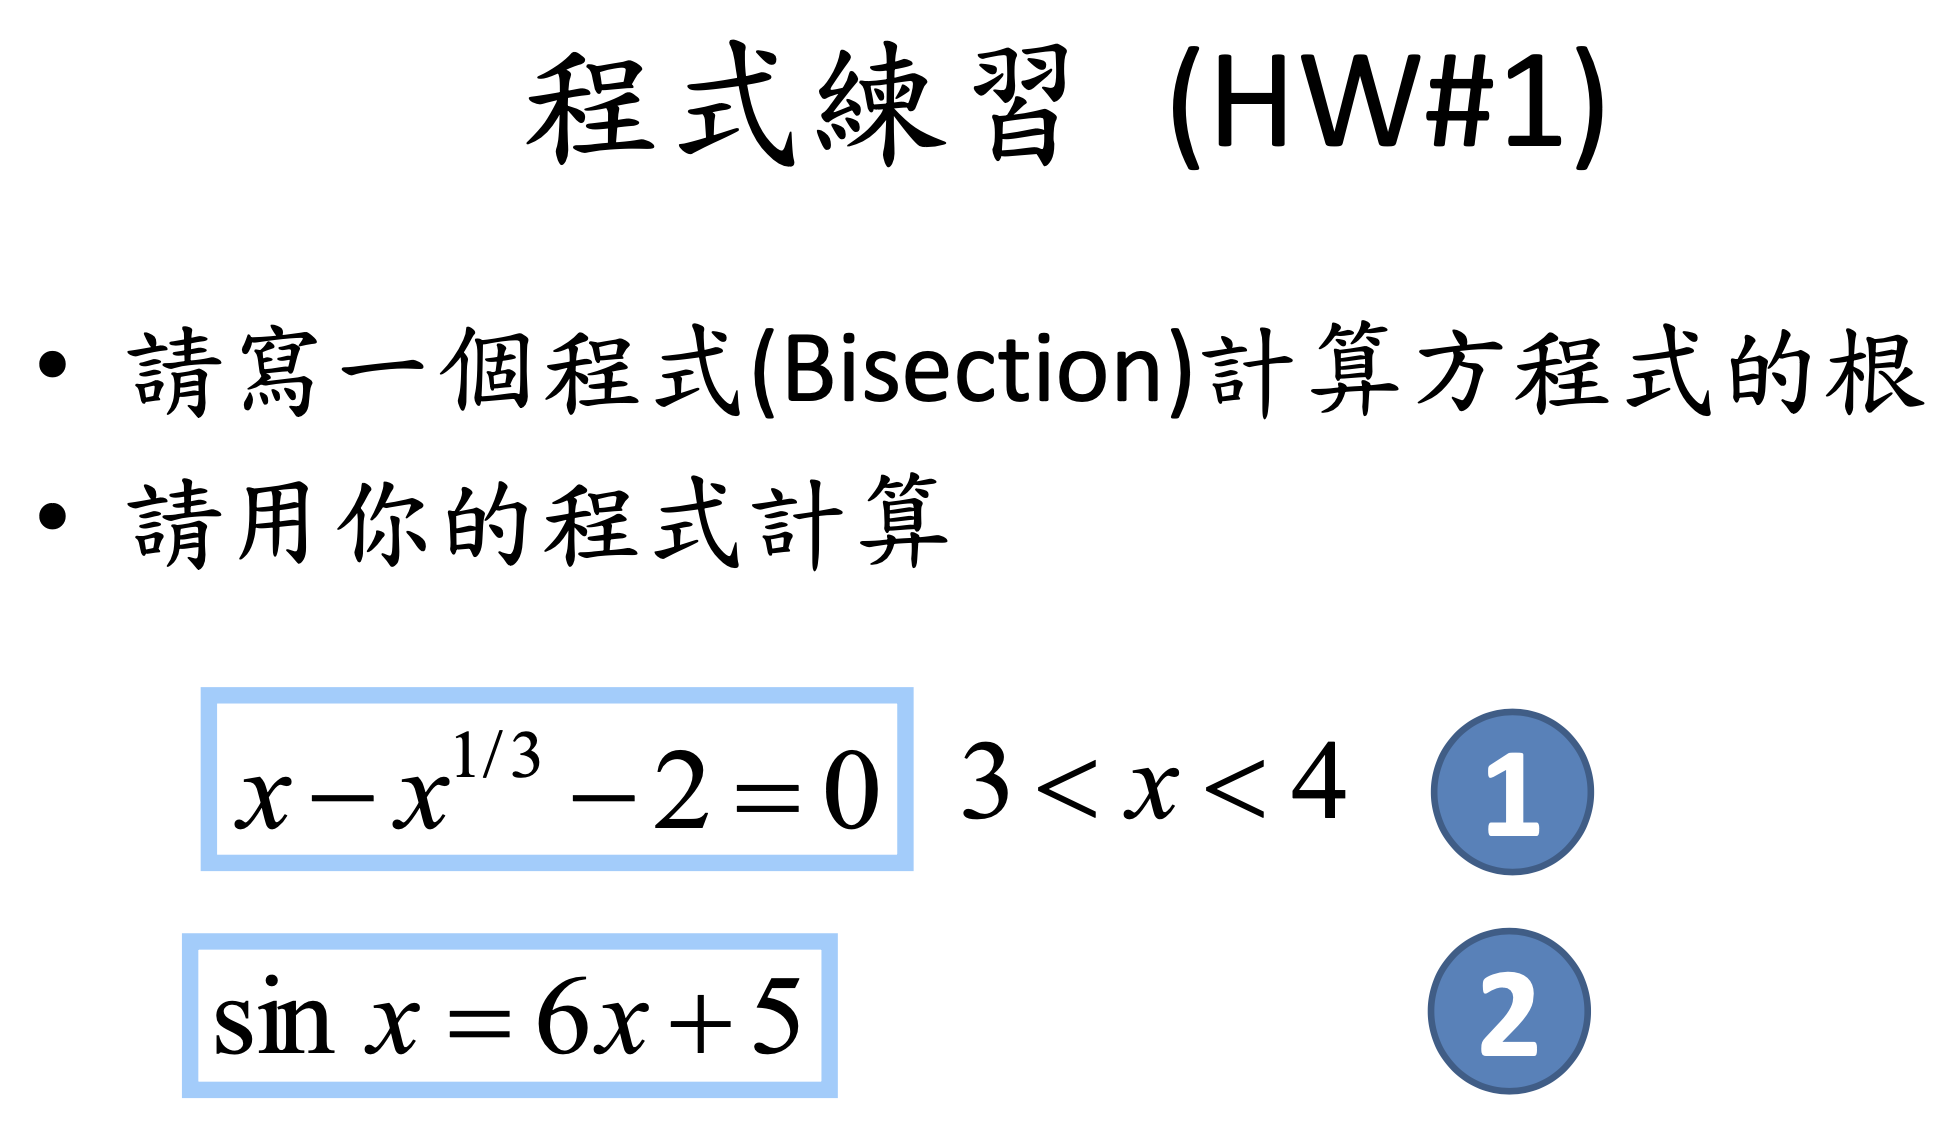 程式練習 (HW#1)
• 請寫一個程式(Bisection)計算方程式的根
• 請用你的程式計算
x − x^{1/3} − 2 = 0 3 < x < 4 1
sin x = 6x + 5 2